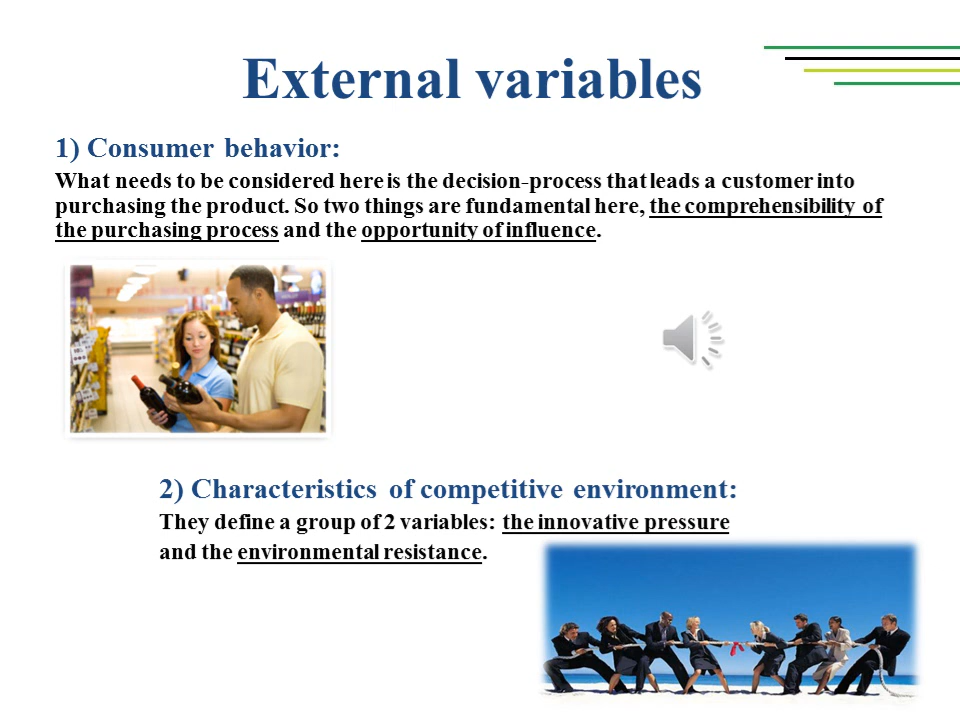 External variables
1) Consumer behavior:
What needs to be considered here is the decision-process that leads a customer into
purchasing the product. So two things are fundamental here, the comprehensibility of
the purchasing process and the opportunity of influence.
2) Characteristics of competitive environment:
They define a group of 2 variables: the innovative pressure
and the environmental resistance.